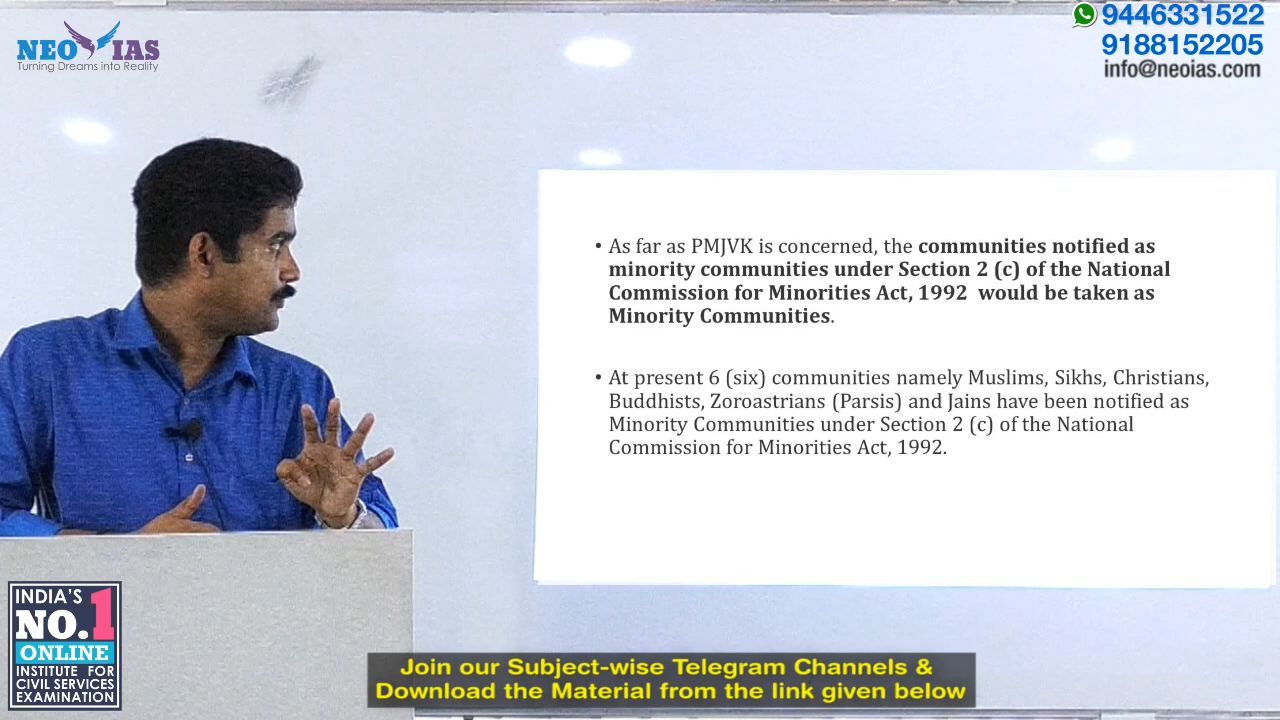 NEO IAS
Turning Dreams into Reality
9446331522
9188152205
info@neoias.com
• As far as PMJVK is concerned, the communities notified as
minority communities under Section 2 (c) of the National
Commission for Minorities Act, 1992 would be taken as
Minority Communities.
• At present 6 (six) communities namely Muslims, Sikhs, Christians,
Buddhists, Zoroastrians (Parsis) and Jains have been notified as
Minority Communities under Section 2 (c) of the National
Commission for Minorities Act, 1992.
INDIA'S
NO.1
ONLINE
INSTITUTE FOR
CIVIL SERVICES
EXAMINATION
Join our Subject-wise Telegram Channels &
Download the Material from the link given below